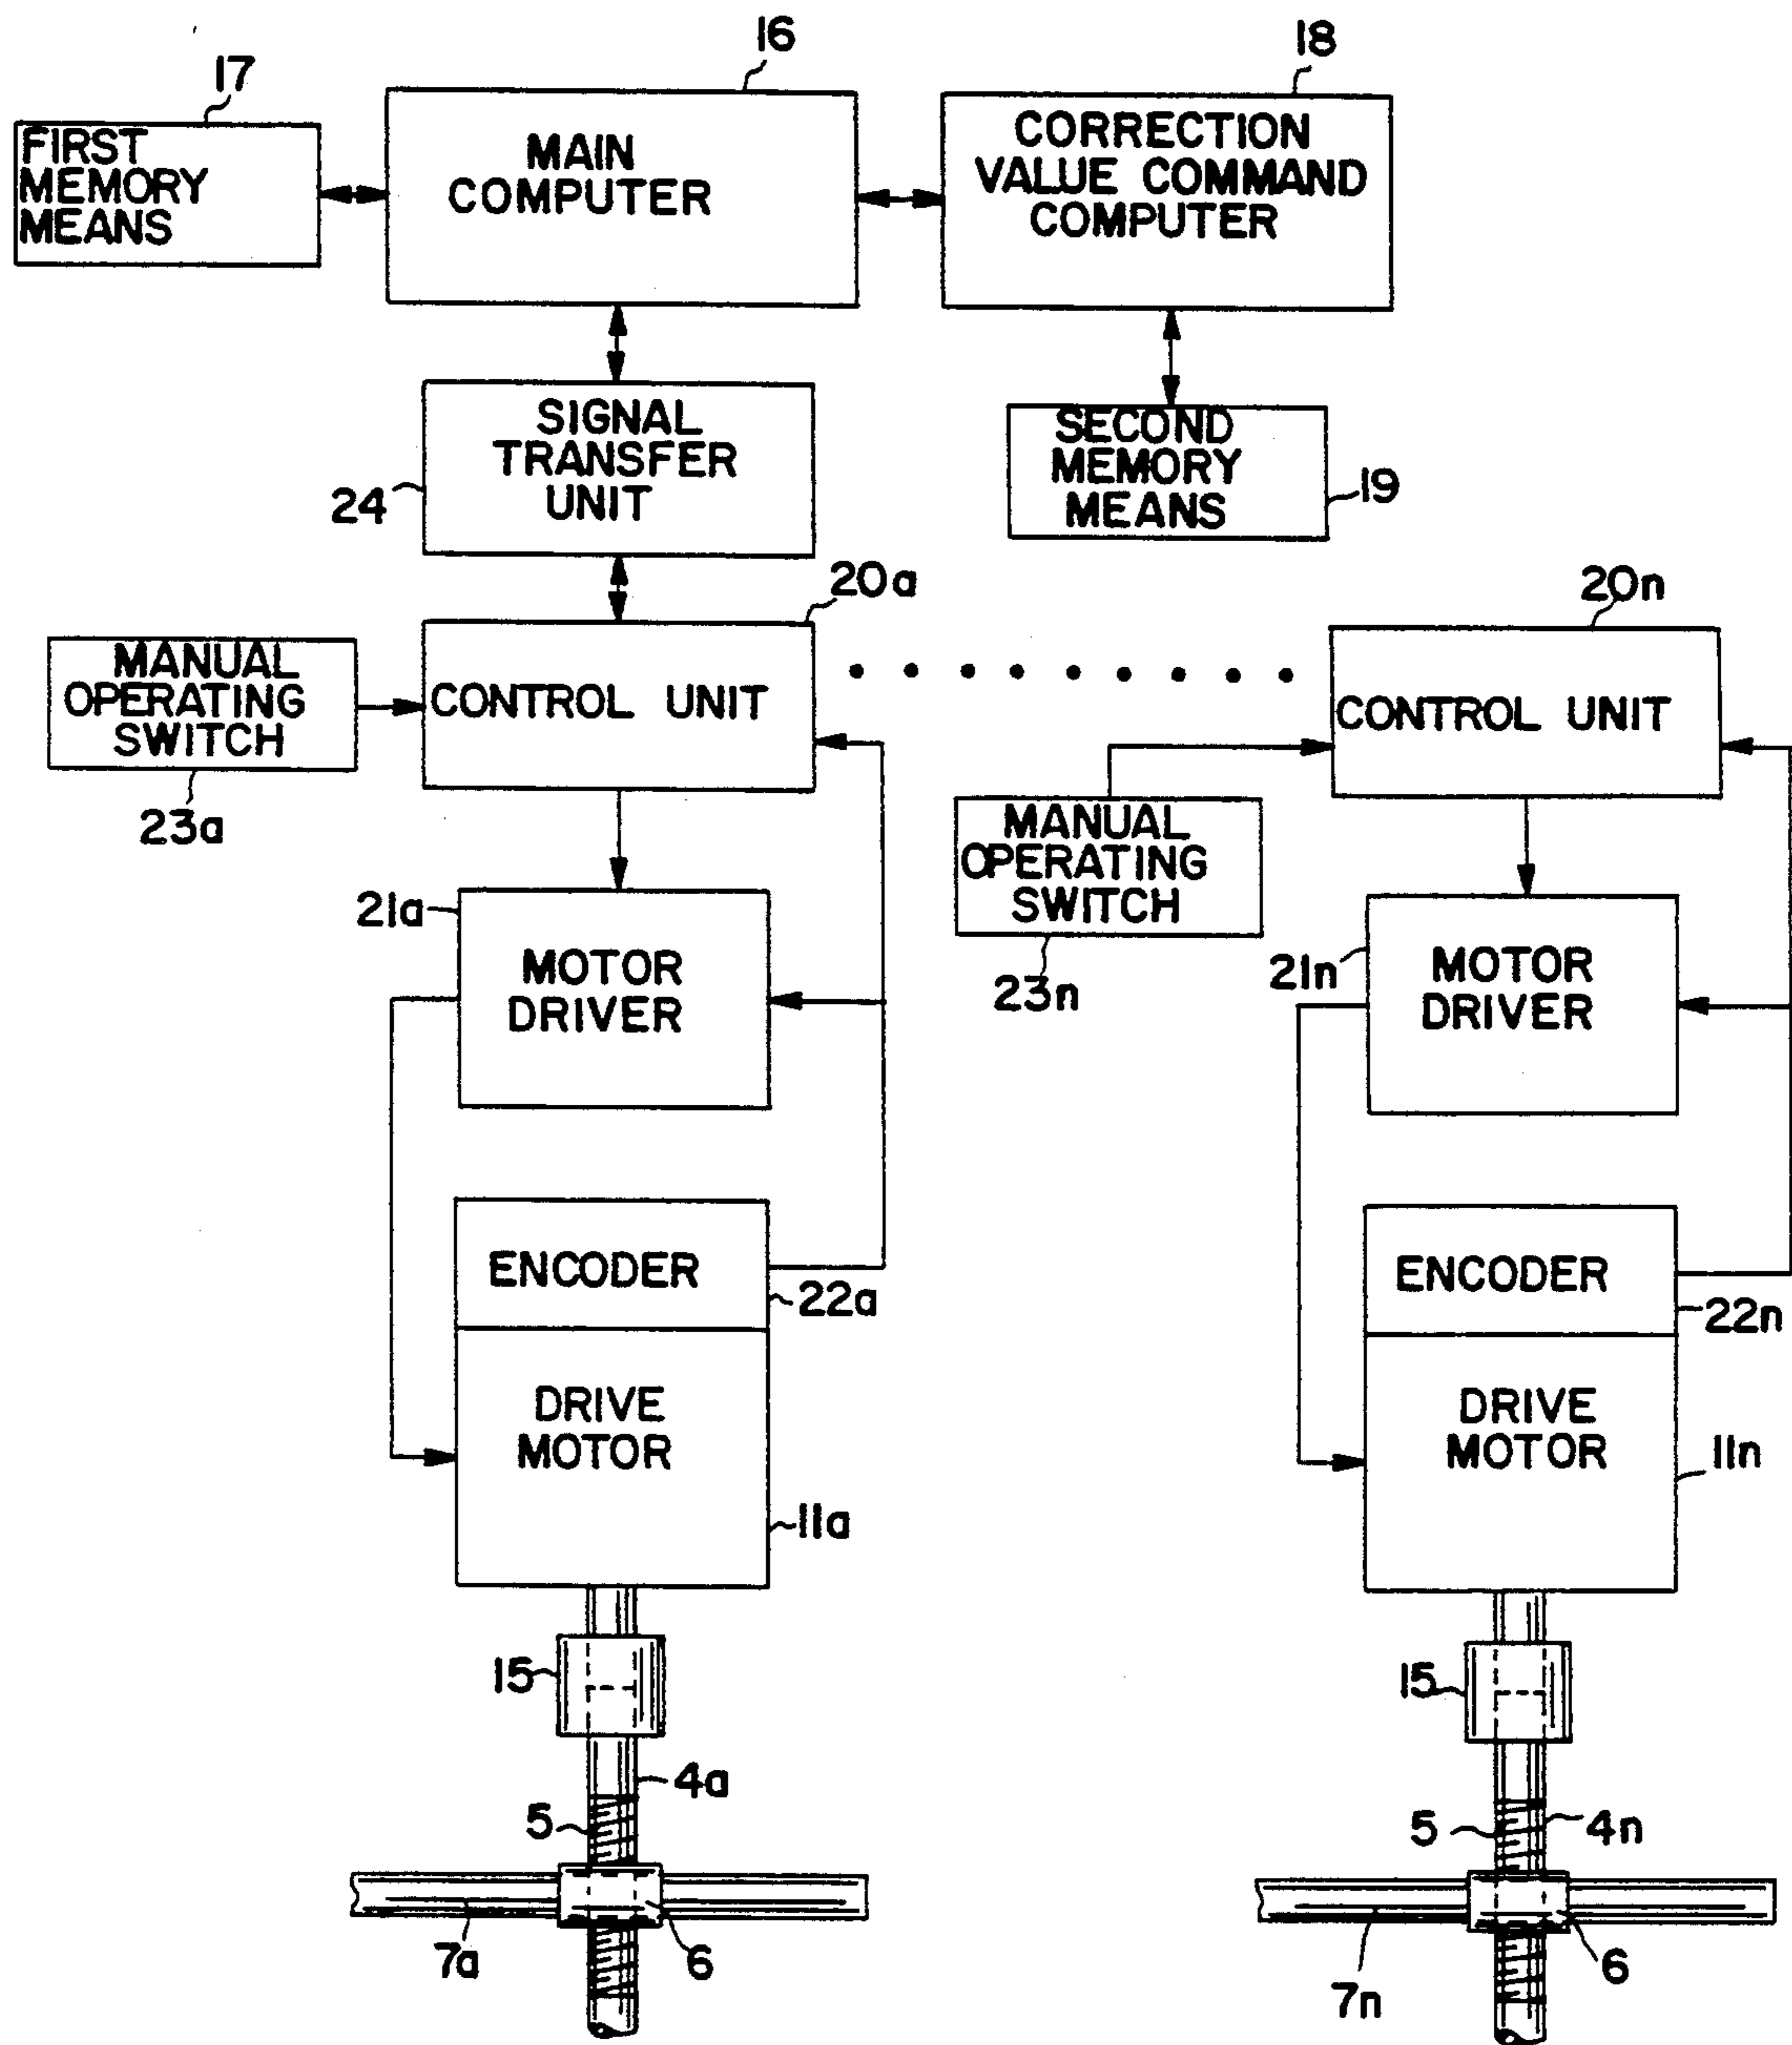 17
16
18
FIRST
MEMORY
MEANS
MAIN
COMPUTER
CORRECTION
VALUE COMMAND
COMPUTER
SIGNAL
TRANSFER
UNIT
24
SECOND
MEMORY
MEANS
19
20a
20n
MANUAL
OPERATING
SWITCH
23a
CONTROL UNIT
CONTROL UNIT
MANUAL
OPERATING
SWITCH
23n
21a
MOTOR
DRIVER
21n
MOTOR
DRIVER
ENCODER
22a
ENCODER
22n
DRIVE
MOTOR
11a
DRIVE
MOTOR
11n
15
15
4a
5
5
4n
7a
6
7n
6